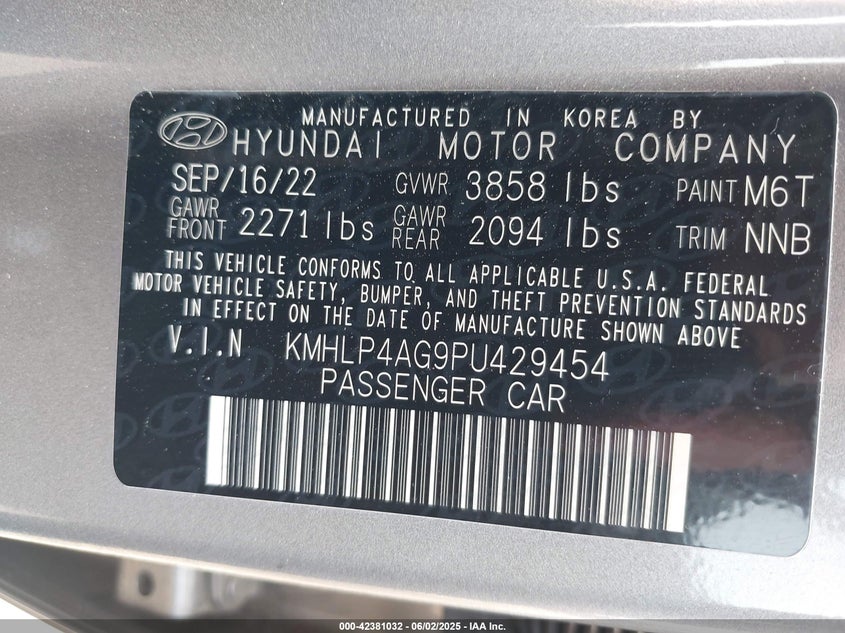 MANUFACTURED IN KOREA BY
HYUNDAI MOTOR COMPANY
SEP/16/22 GVWR 3858 lbs PAINT M6T
GAWR FRONT 2271 lbs GAWR REAR 2094 lbs TRIM NNB
THIS VEHICLE CONFORMS TO ALL APPLICABLE U.S.A. FEDERAL
MOTOR VEHICLE SAFETY, BUMPER, AND THEFT PREVENTION STANDARDS
IN EFFECT ON THE DATE OF MANUFACTURE SHOWN ABOVE
V.I.N KMHLP4AG9PU429454
PASSENGER CAR
000-42381032 - 06/02/2025 - IAA Inc.